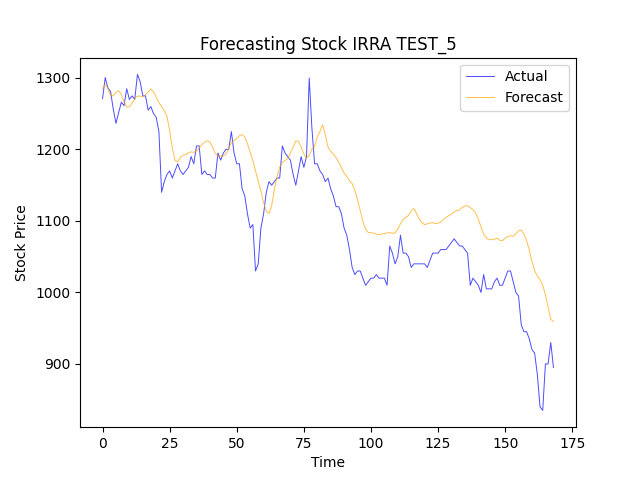 Forecasting Stock IRRA TEST_5
Actual
Forecast
Stock Price
1300
1200
1100
1000
900
0 25 50 75 100 125 150 175
Time